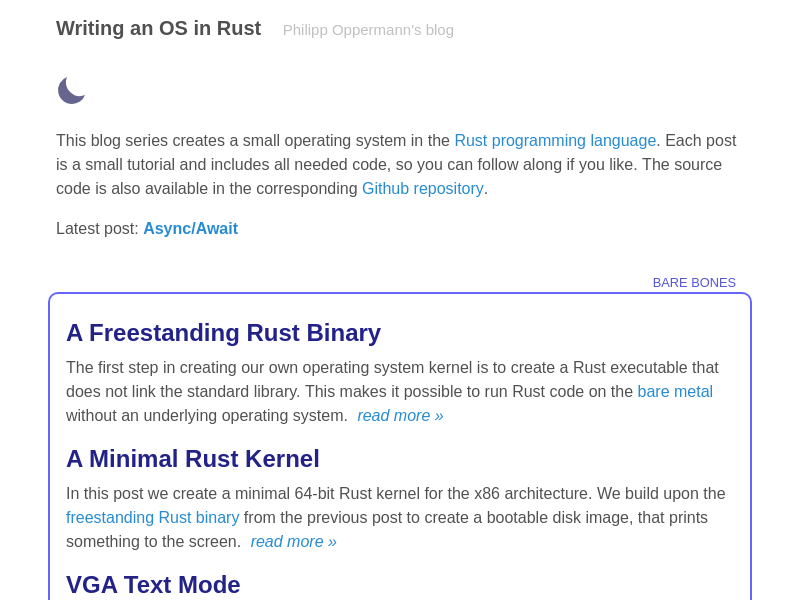 Writing an OS in Rust Philipp Oppermann's blog
This blog series creates a small operating system in the Rust programming language. Each post
is a small tutorial and includes all needed code, so you can follow along if you like. The source
code is also available in the corresponding Github repository.
Latest post: Async/Await
BARE BONES
A Freestanding Rust Binary
The first step in creating our own operating system kernel is to create a Rust executable that
does not link the standard library. This makes it possible to run Rust code on the bare metal
without an underlying operating system. read more »
A Minimal Rust Kernel
In this post we create a minimal 64-bit Rust kernel for the x86 architecture. We build upon the
freestanding Rust binary from the previous post to create a bootable disk image, that prints
something to the screen. read more »
VGA Text Mode